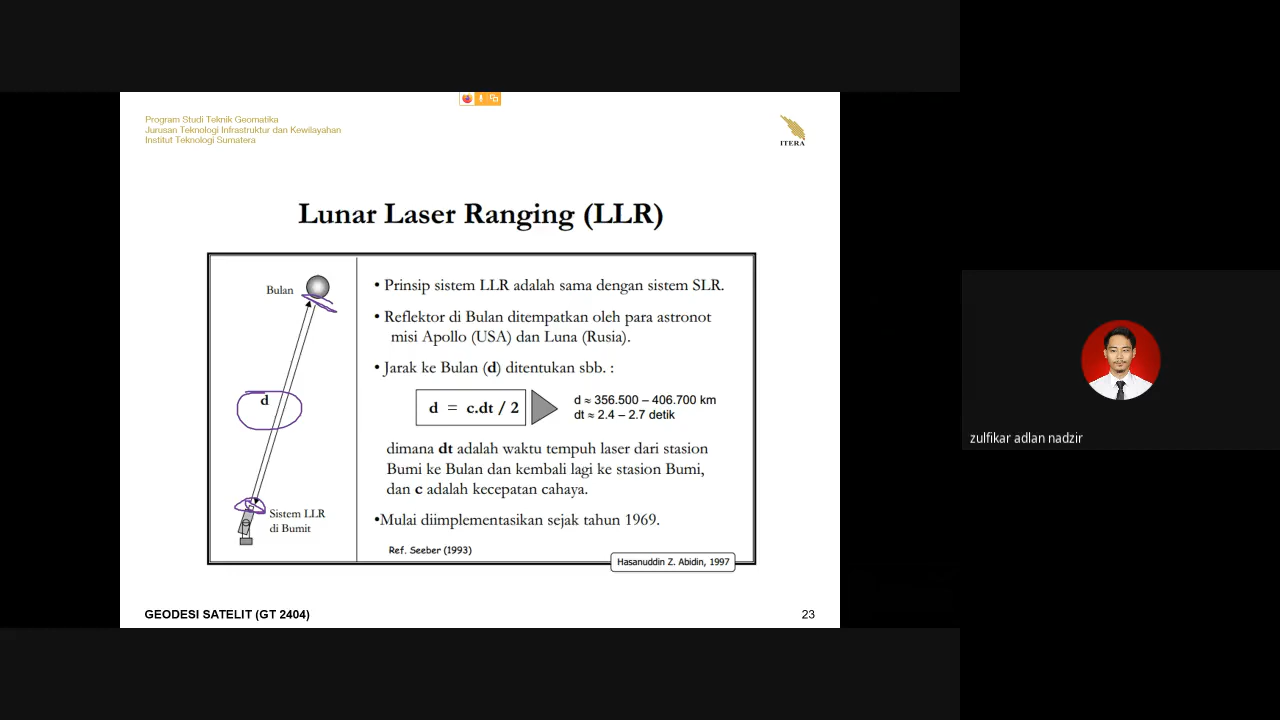 Program Studi Teknik Geomatika
Jurusan Teknologi Infrastruktur dan Kewilayahan
Institut Teknologi Sumatera
ITERA
Lunar Laser Ranging (LLR)
Bulan
d
Sistem LLR
di Bumit
• Prinsip sistem LLR adalah sama dengan sistem SLR.
• Reflektor di Bulan ditempatkan oleh para astronot
misi Apollo (USA) dan Luna (Rusia).
• Jarak ke Bulan (d) ditentukan sbb. :
d = c.dt / 2
d ≈ 356.500 – 406.700 km
dt ≈ 2.4 – 2.7 detik
dimana dt adalah waktu tempuh laser dari stasion
Bumi ke Bulan dan kembali lagi ke stasion Bumi,
dan c adalah kecepatan cahaya.
•Mulai diimplementasikan sejak tahun 1969.
Ref. Seeber (1993)
Hasanuddin Z. Abidin, 1997
GEODESI SATELIT (GT 2404)
23
zulfikar adlan nadzir